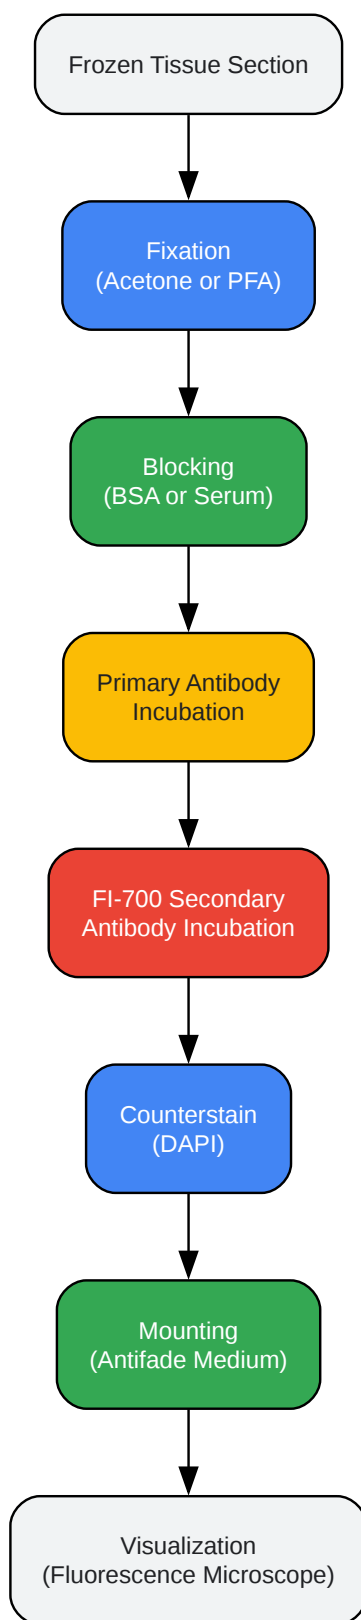 Frozen Tissue Section
Fixation
(Acetone or PFA)
Blocking
(BSA or Serum)
Primary Antibody
Incubation
FI-700 Secondary
Antibody Incubation
Counterstain
(DAPI)
Mounting
(Antifade Medium)
Visualization
(Fluorescence Microscope)